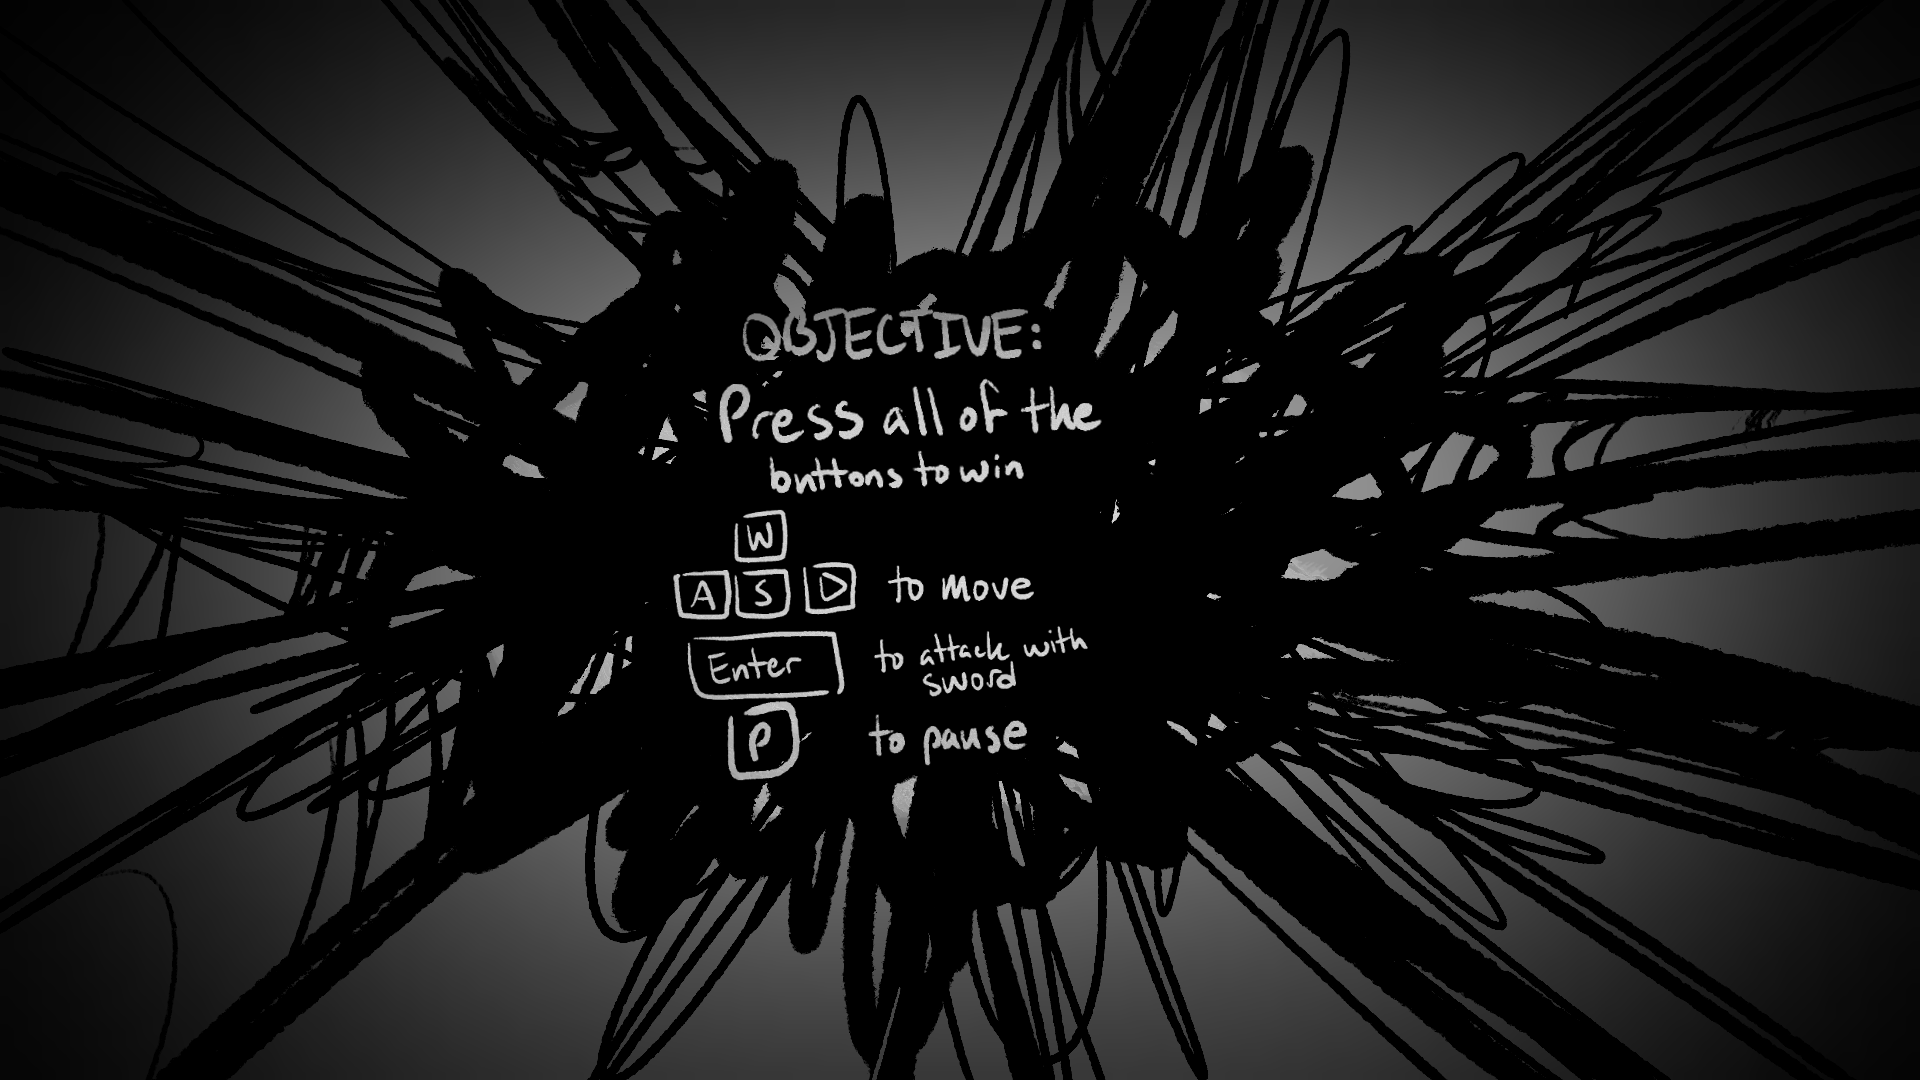 OBJECTIVE:
Press all of the
buttons to win
W
A S D to move
Enter to attack with
sword
P to pause